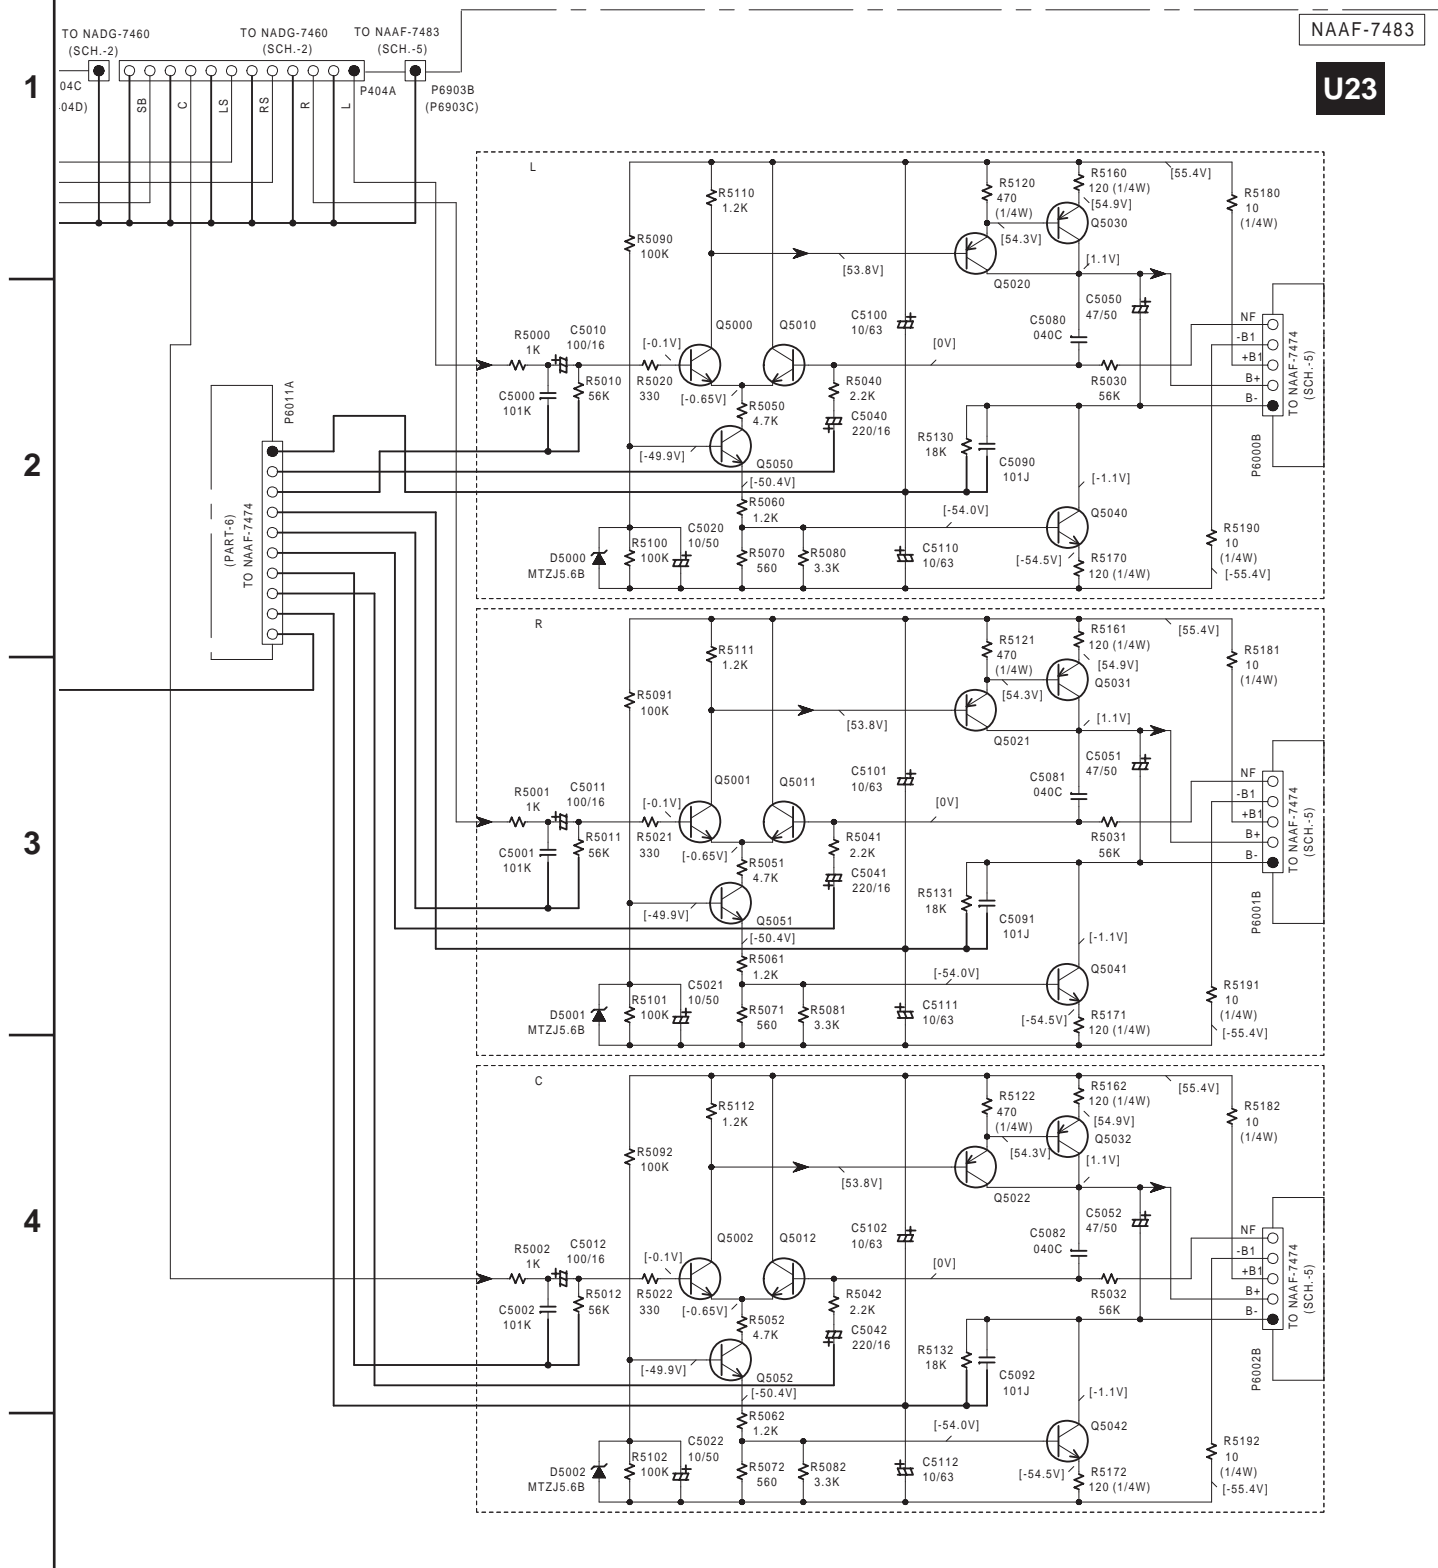 TO NADG-7460
(SCH.-2)
TO NADG-7460
(SCH.-2)
TO NAAF-7483
(SCH.-5)
NAAF-7483
U23
1
04C
04D)
SB
C
LS
RS
R
L
P404A
P6903B
(P6903C)
L
R5110
1.2K
R5120
470
(1/4W)
R5160
120 (1/4W)
[54.9V]
Q5030
[55.4V]
R5180
10
(1/4W)
R5090
100K
[54.3V]
[53.8V]
[1.1V]
Q5020
C5050
47/50
R5000
1K
C5010
100/16
Q5000
Q5010
C5100
10/63
C5080
040C
[-0.1V]
[0V]
NF
-B1
+B1
B+
B-
TO NAAF-7474
(SCH.-5)
P6000B
C5000
101K
R5010
56K
R5020
330
[-0.65V]
R5050
4.7K
R5040
2.2K
C5040
220/16
R5030
56K
P6011A
2
[-49.9V]
Q5050
[-50.4V]
R5130
18K
C5090
101J
[-1.1V]
(PART-6)
TO NAAF-7474
R5060
1.2K
[-54.0V]
Q5040
D5000
MTZJ5.6B
R5100
100K
C5020
10/50
R5070
560
R5080
3.3K
C5110
10/63
[-54.5V]
R5170
120 (1/4W)
R5190
10
(1/4W)
[-55.4V]
R
R5111
1.2K
R5121
470
(1/4W)
R5161
120 (1/4W)
[54.9V]
Q5031
[55.4V]
R5181
10
(1/4W)
R5091
100K
[54.3V]
[53.8V]
[1.1V]
Q5021
C5051
47/50
R5001
1K
C5011
100/16
Q5001
Q5011
C5101
10/63
C5081
040C
[-0.1V]
[0V]
NF
-B1
+B1
B+
B-
TO NAAF-7474
(SCH.-5)
P6001B
3
C5001
101K
R5011
56K
R5021
330
[-0.65V]
R5051
4.7K
R5041
2.2K
C5041
220/16
R5031
56K
[-49.9V]
Q5051
[-50.4V]
R5131
18K
C5091
101J
[-1.1V]
R5061
1.2K
[-54.0V]
Q5041
D5001
MTZJ5.6B
R5101
100K
C5021
10/50
R5071
560
R5081
3.3K
C5111
10/63
[-54.5V]
R5171
120 (1/4W)
R5191
10
(1/4W)
[-55.4V]
C
R5112
1.2K
R5122
470
(1/4W)
R5162
120 (1/4W)
[54.9V]
Q5032
[55.4V]
R5182
10
(1/4W)
R5092
100K
[54.3V]
[53.8V]
[1.1V]
Q5022
C5052
47/50
4
R5002
1K
C5012
100/16
Q5002
Q5012
C5102
10/63
C5082
040C
[-0.1V]
[0V]
NF
-B1
+B1
B+
B-
TO NAAF-7474
(SCH.-5)
P6002B
C5002
101K
R5012
56K
R5022
330
[-0.65V]
R5052
4.7K
R5042
2.2K
C5042
220/16
R5032
56K
[-49.9V]
Q5052
[-50.4V]
R5132
18K
C5092
101J
[-1.1V]
R5062
1.2K
[-54.0V]
Q5042
D5002
MTZJ5.6B
R5102
100K
C5022
10/50
R5072
560
R5082
3.3K
C5112
10/63
[-54.5V]
R5172
120 (1/4W)
R5192
10
(1/4W)
[-55.4V]